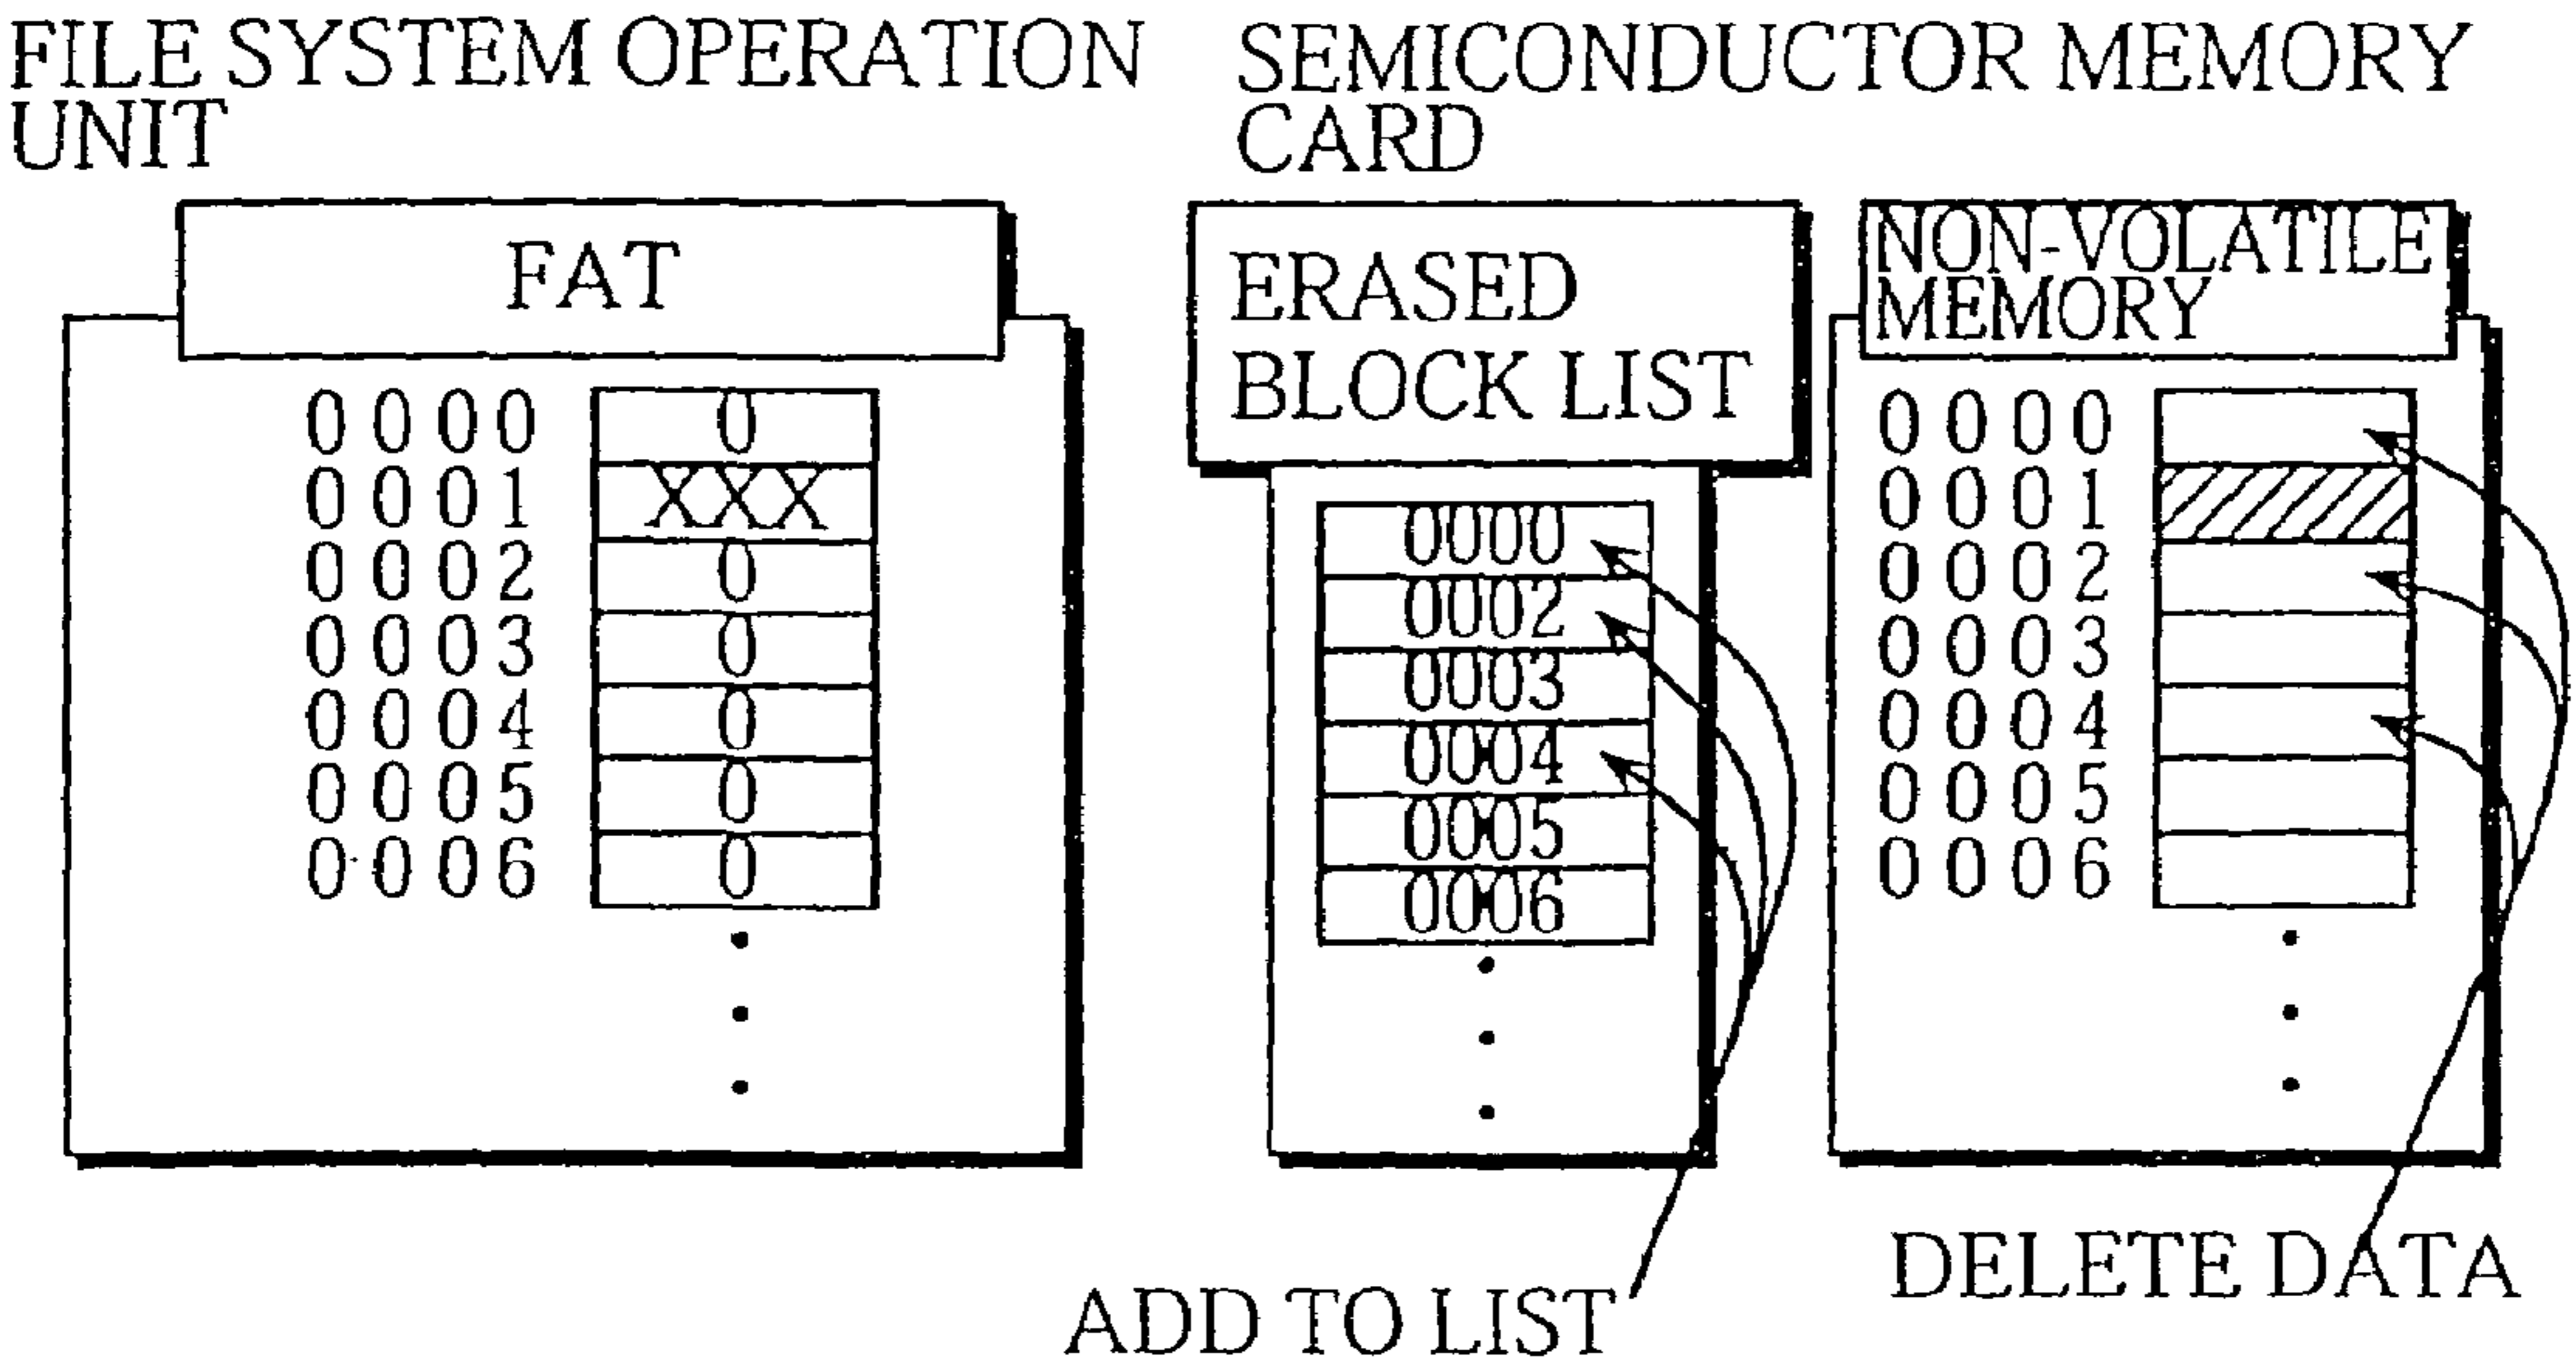 FILE SYSTEM OPERATION
UNIT
FAT
0000 0
0001 XXX
0002 0
0003 0
0004 0
0005 0
0006 0
SEMICONDUCTOR MEMORY
CARD
ERASED
BLOCK LIST
0000
0002
0003
0004
0005
0006
ADD TO LIST
NON-VOLATILE
MEMORY
0000
0001
0002
0003
0004
0005
0006
DELETE DATA